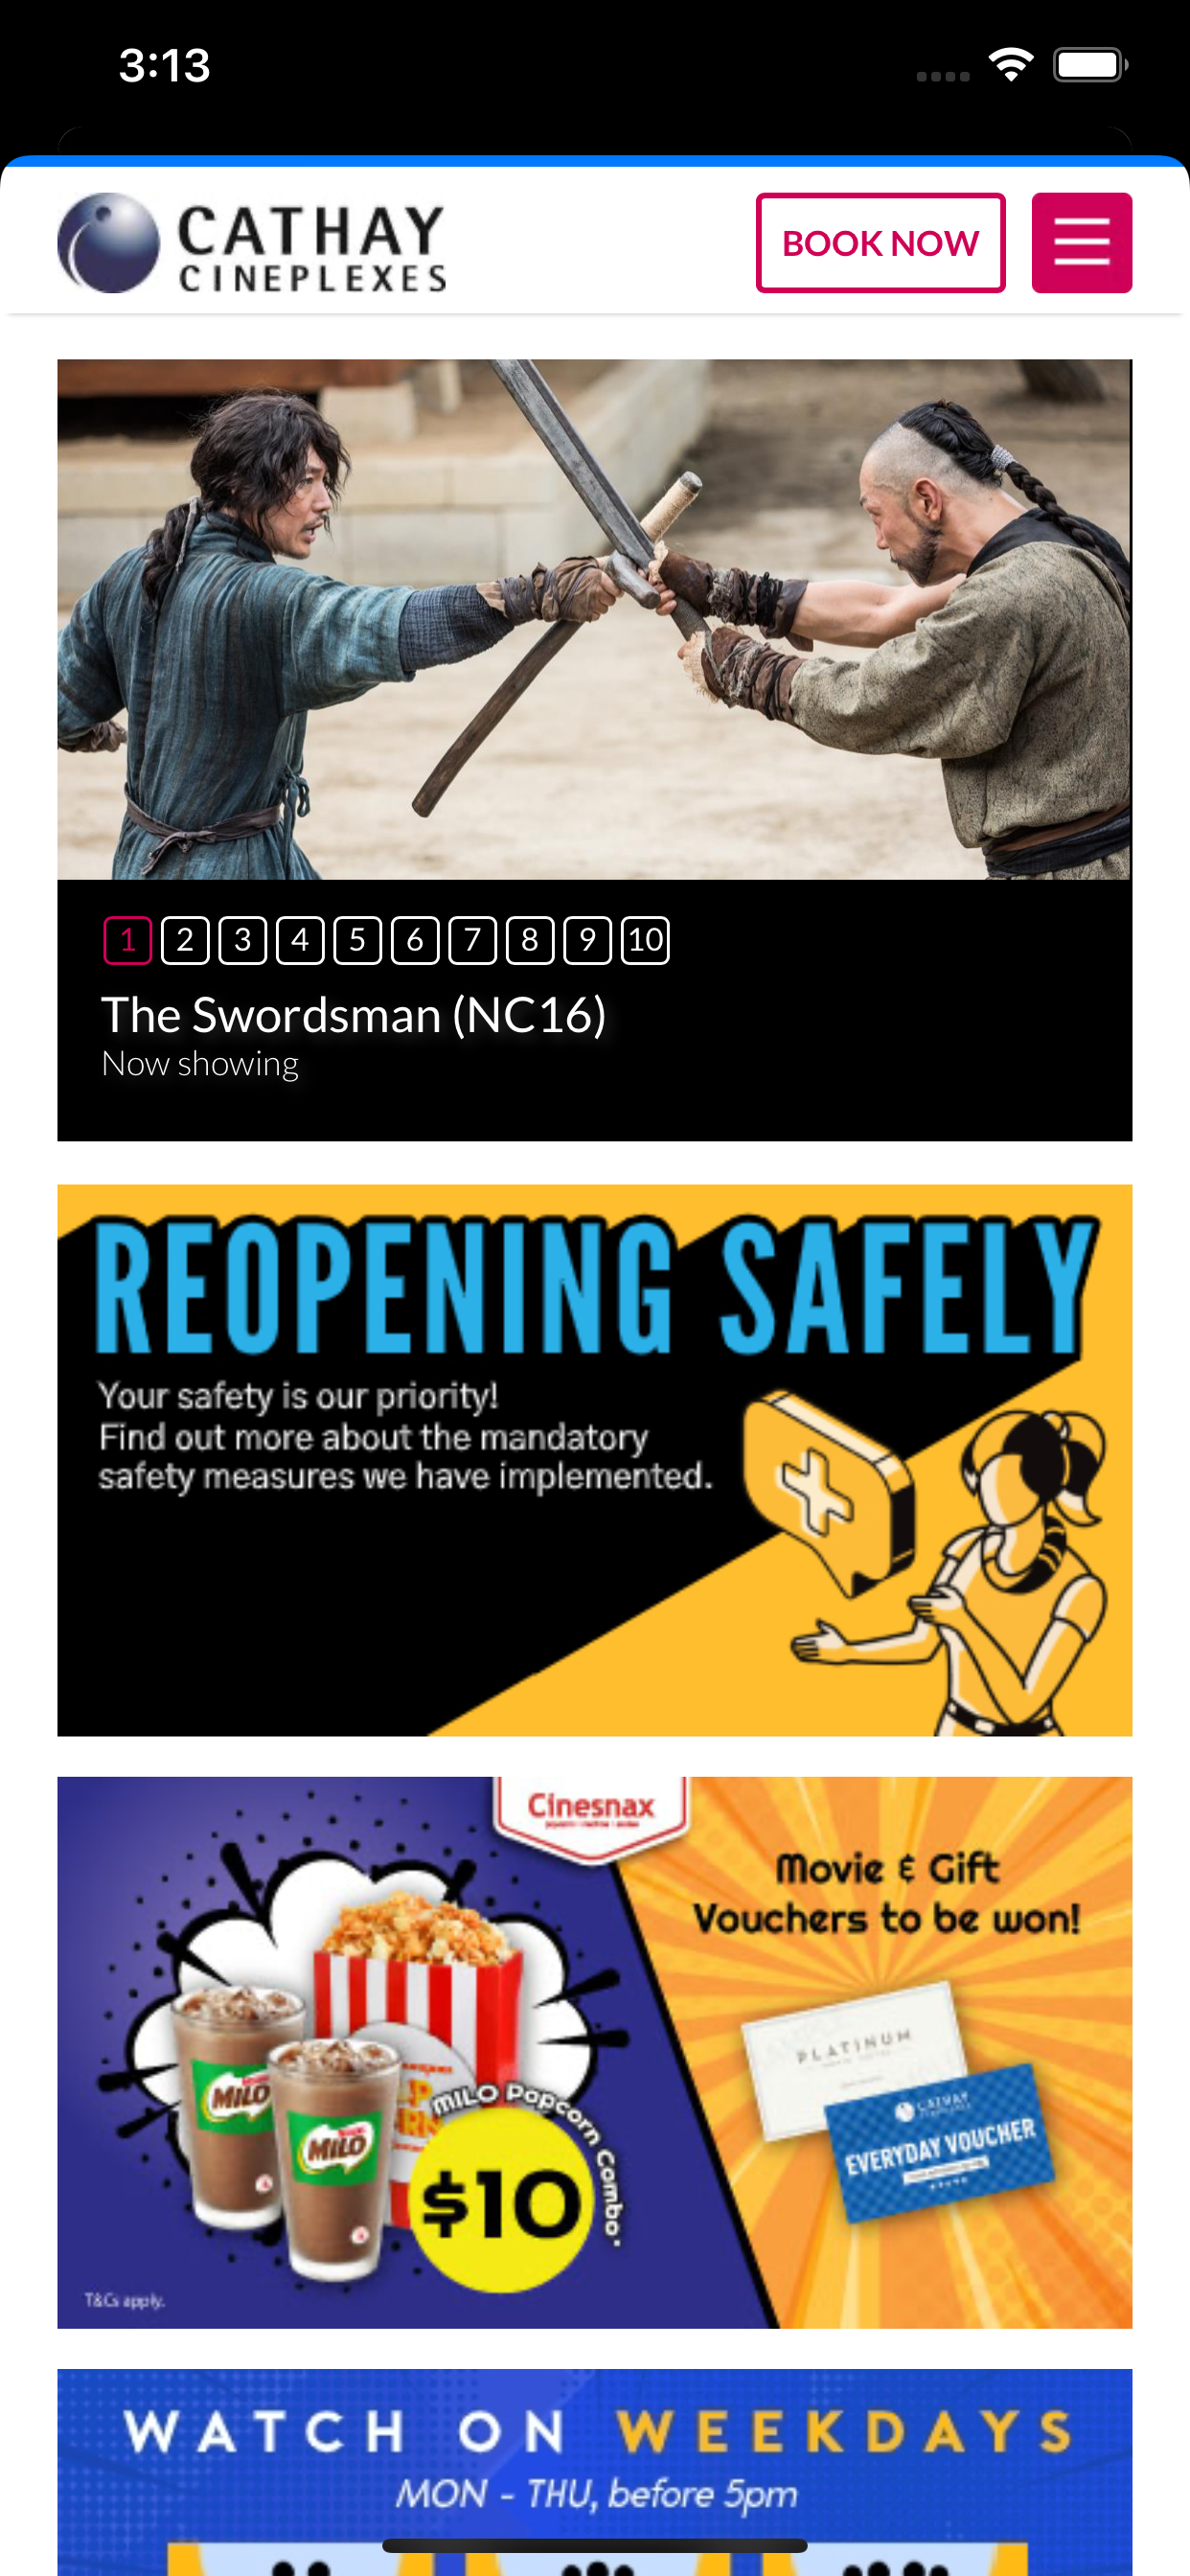 3:13
CATHAY
CINEPLEXES
BOOK NOW
1 2 3 4 5 6 7 8 9 10
The Swordsman (NC16)
Now showing
REOPENING SAFELY
Your safety is our priority!
Find out more about the mandatory
safety measures we have implemented.
Cinesnax
Movie & Gift
Vouchers to be won!
PLATINUM
CATHAY
CINEPLEXES
EVERYDAY VOUCHER
MILO
MILO
MILO Popcorn Combo.
$10
T&Cs apply.
WATCH ON WEEKDAYS
MON - THU, before 5pm